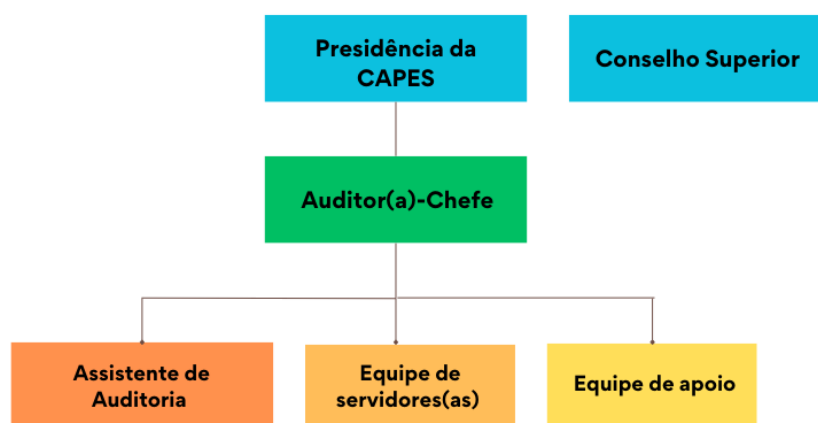 Presidência da
CAPES
Conselho Superior
Auditor(a)-Chefe
Assistente de
Auditoria
Equipe de
servidores(as)
Equipe de apoio